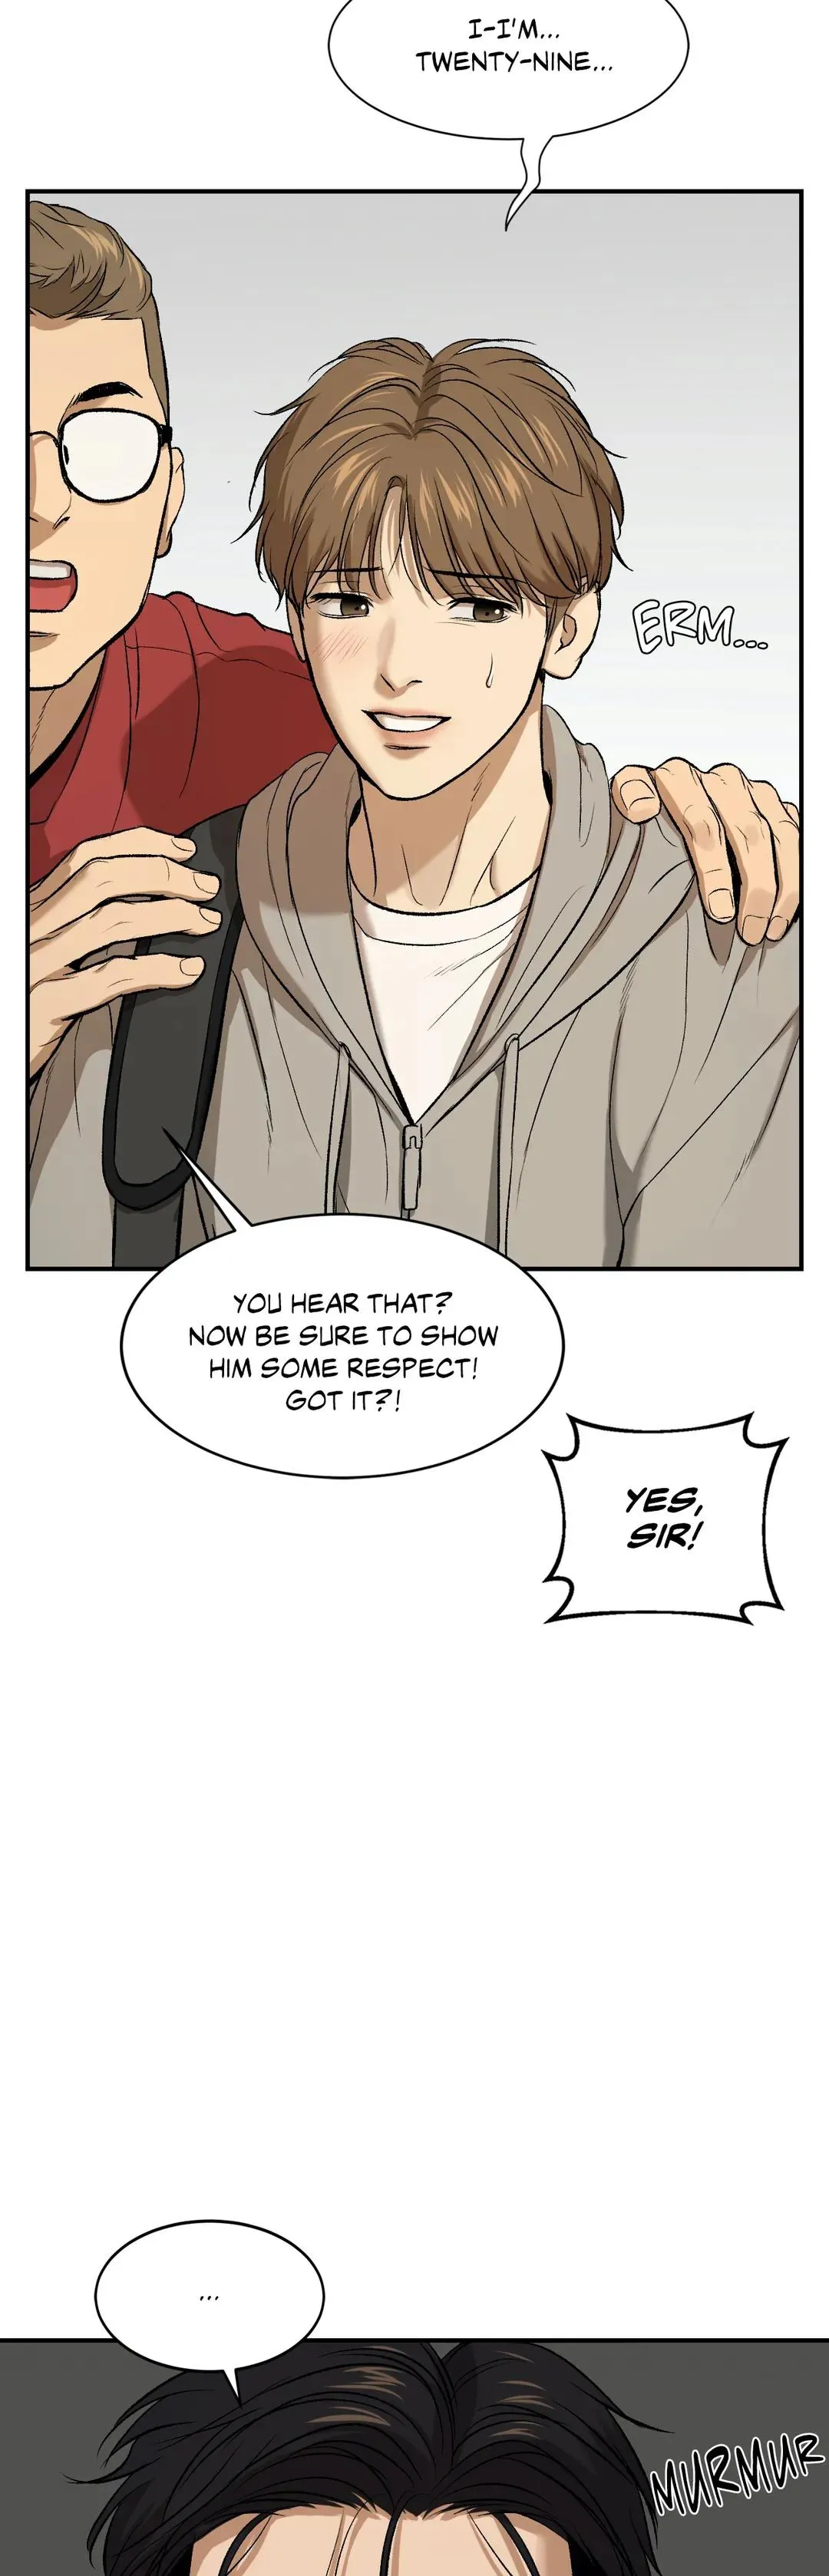 I-I'M...
TWENTY-NINE...
ERM...
YOU HEAR THAT?
NOW BE SURE TO SHOW
HIM SOME RESPECT!
GOT IT?!
YES,
SIR!
...
MURMUR